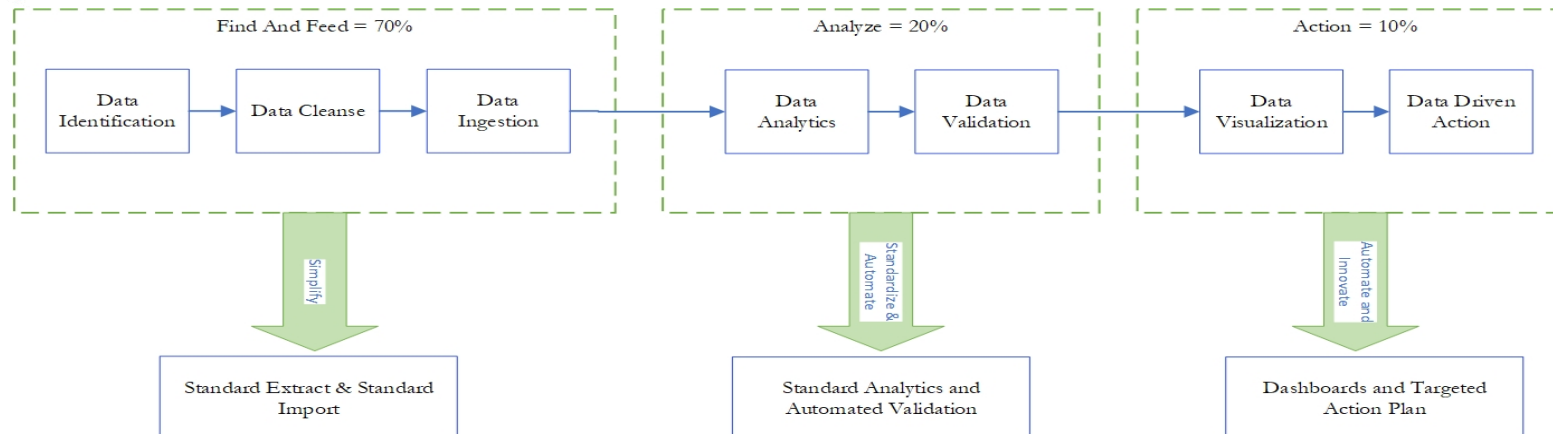 Find And Feed = 70%
Data
Identification
Data Cleanse
Data
Ingestion
Analyze = 20%
Data
Analytics
Data
Validation
Action = 10%
Data
Visualization
Data Driven
Action
Simplify
Standardize &
Automate
Automate and
Innovate
Standard Extract & Standard
Import
Standard Analytics and
Automated Validation
Dashboards and Targeted
Action Plan